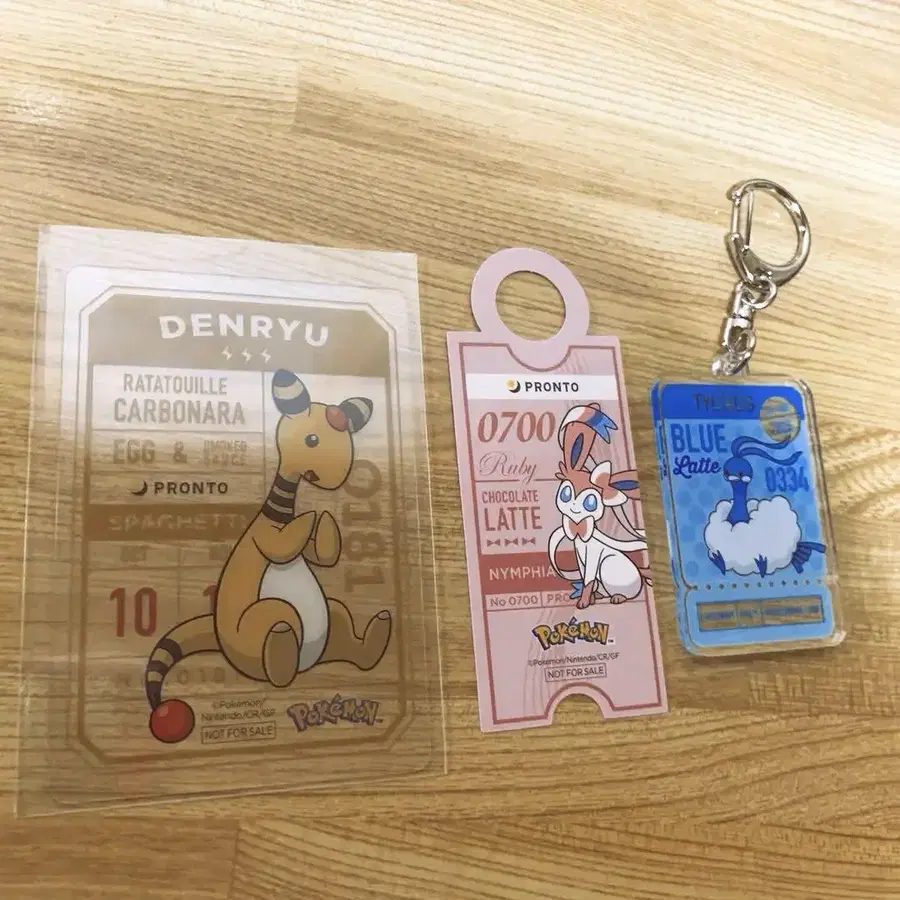 DENRYU
RATATOUILLE
CARBONARA
EGG &
PRONTO
SPAGHETTI
0181
10
©Pokémon/
Nintendo/CR/GF
NOT FOR SALE
POKéMON
PRONTO
0700
Ruby
CHOCOLATE
LATTE
NYMPHIA
No 0700 PRO
POKéMON
©Pokémon/Nintendo/CR/GF
NOT FOR SALE
BLUE
Latte
0334